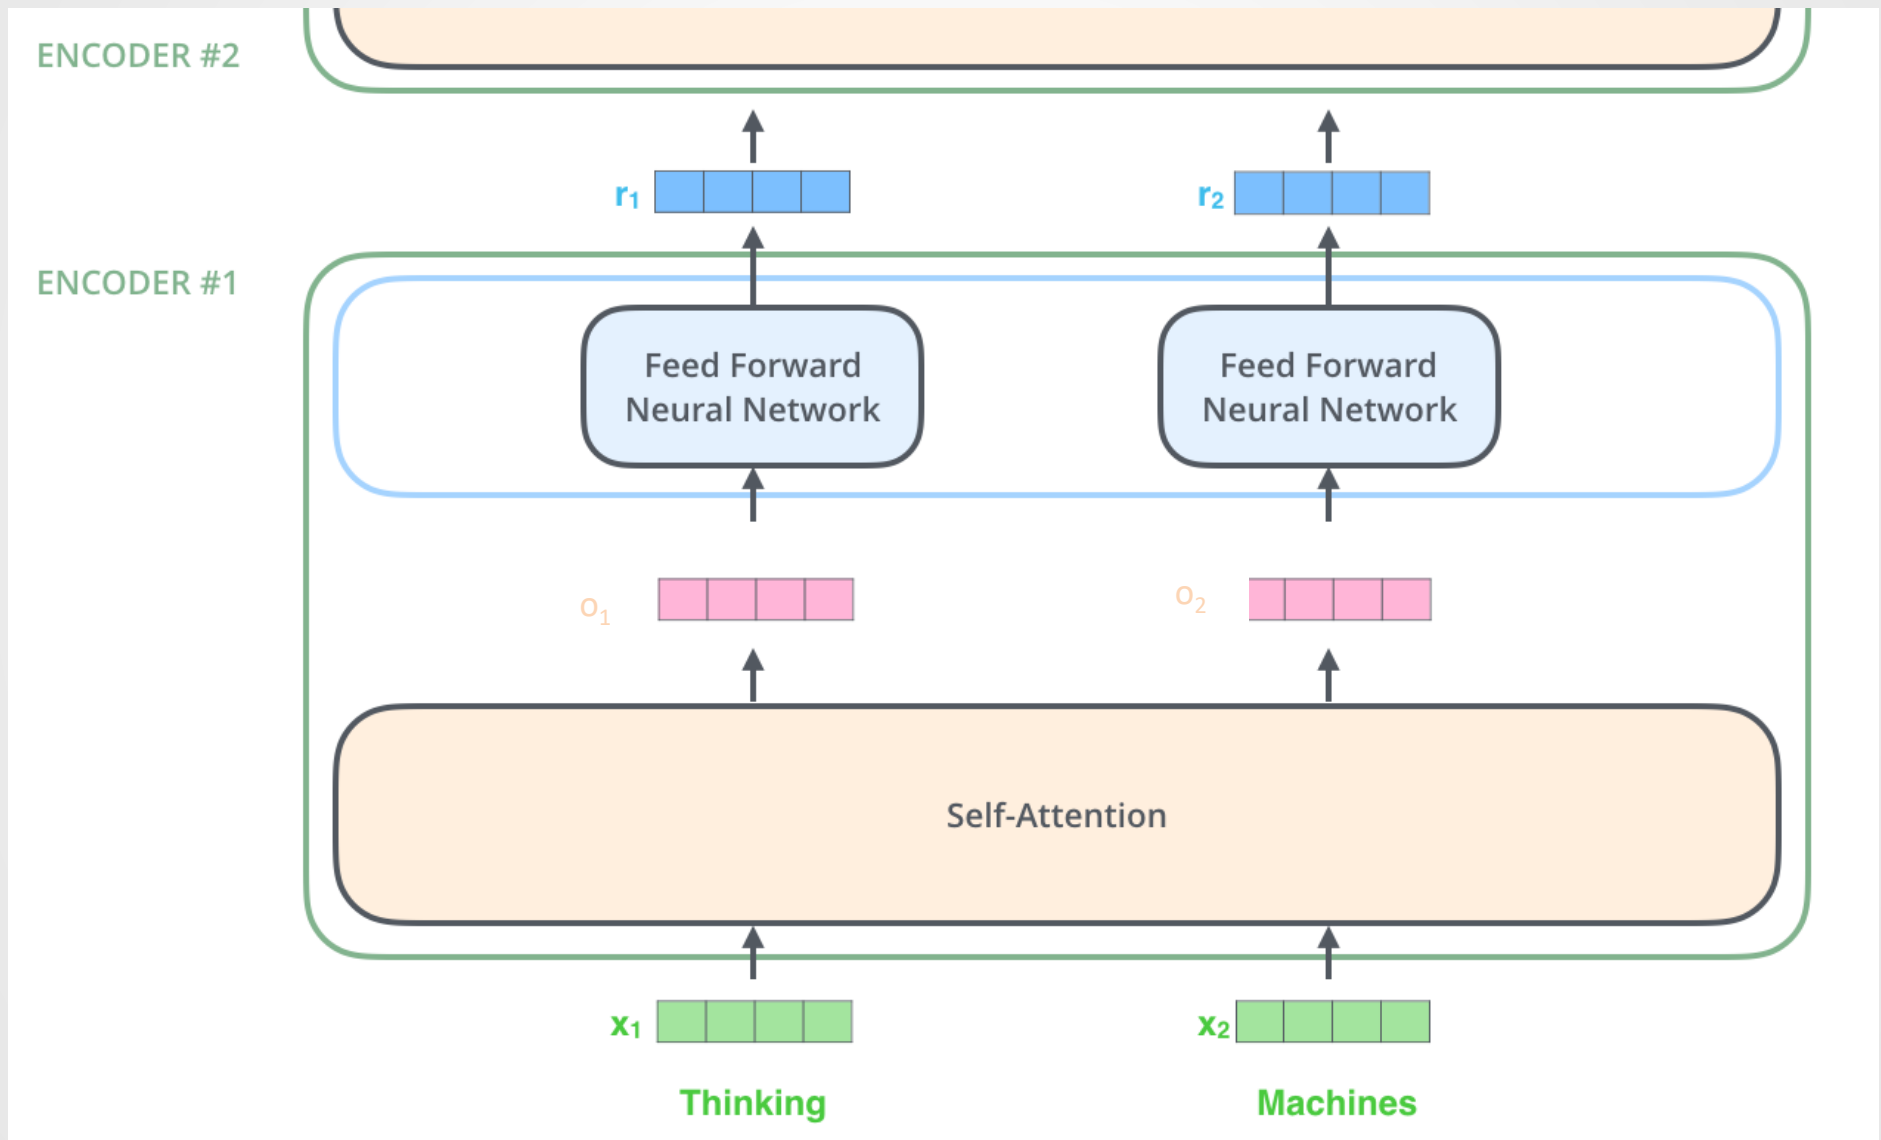 ENCODER #2
r₁
r₂
ENCODER #1
Feed Forward
Neural Network
Feed Forward
Neural Network
o₁
o₂
Self-Attention
x₁
x₂
Thinking
Machines